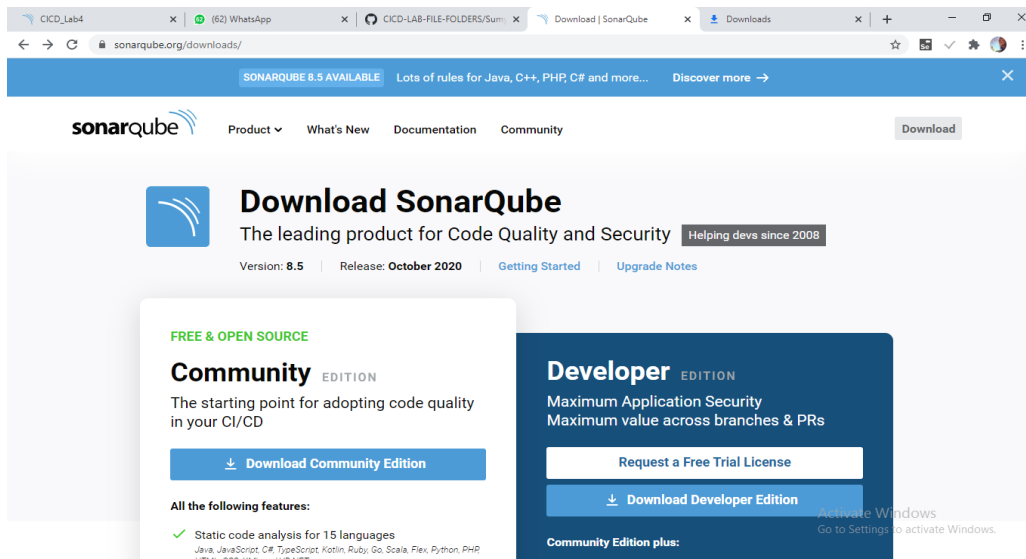 CICD_Lab4
(62) WhatsApp
CICD-LAB-FILE-FOLDERS/Sum
Download | SonarQube
Downloads
sonarqube.org/downloads/
SONARQUBE 8.5 AVAILABLE Lots of rules for Java, C++, PHP, C# and more... Discover more →
sonarqube Product What's New Documentation Community Download
Download SonarQube
The leading product for Code Quality and Security Helping devs since 2008
Version: 8.5 Release: October 2020 Getting Started Upgrade Notes
FREE & OPEN SOURCE
Community EDITION
The starting point for adopting code quality
in your CI/CD
Download Community Edition
All the following features:
Static code analysis for 15 languages
Java, JavaScript, C#, TypeScript, Kotlin, Ruby, Go, Scala, Flex, Python, PHP,
Developer EDITION
Maximum Application Security
Maximum value across branches & PRs
Request a Free Trial License
Download Developer Edition
Community Edition plus:
Activate Windows
Go to Settings to activate Windows.